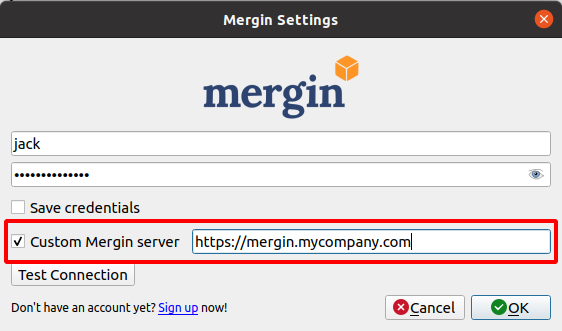 Mergin Settings
mergin
jack
••••••••••••••
Save credentials
Custom Mergin server https://mergin.mycompany.com
Test Connection
Don't have an account yet? Sign up now! Cancel OK